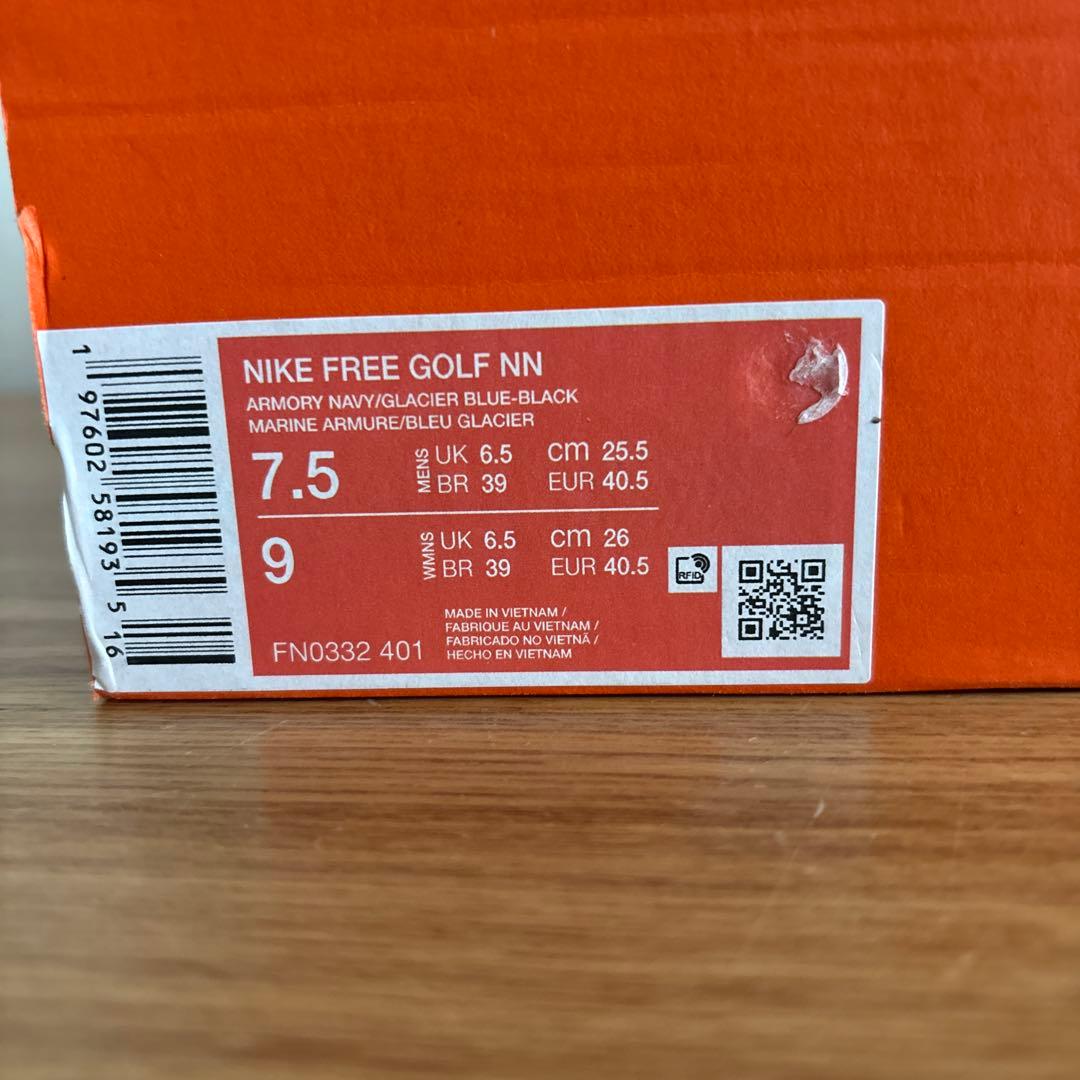 NIKE FREE GOLF NN
ARMORY NAVY/GLACIER BLUE-BLACK
MARINE ARMURE/BLEU GLACIER
7.5 MENS UK 6.5 cm 25.5
BR 39 EUR 40.5
9 WMNS UK 6.5 cm 26
BR 39 EUR 40.5
MADE IN VIETNAM /
FABRIQUE AU VIETNAM /
FABRICADO NO VIETNÃ /
HECHO EN VIETNAM
FN0332 401
RFID
1 97602 58193 5 16